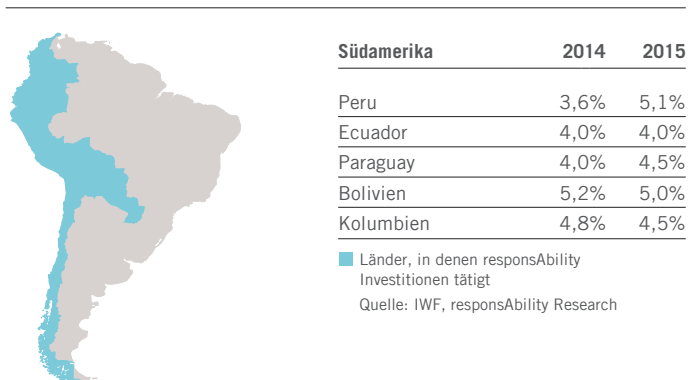 Südamerika 2014 2015
Peru 3,6% 5,1%
Ecuador 4,0% 4,0%
Paraguay 4,0% 4,5%
Bolivien 5,2% 5,0%
Kolumbien 4,8% 4,5%
Länder, in denen responsAbility
Investitionen tätigt
Quelle: IWF, responsAbility Research